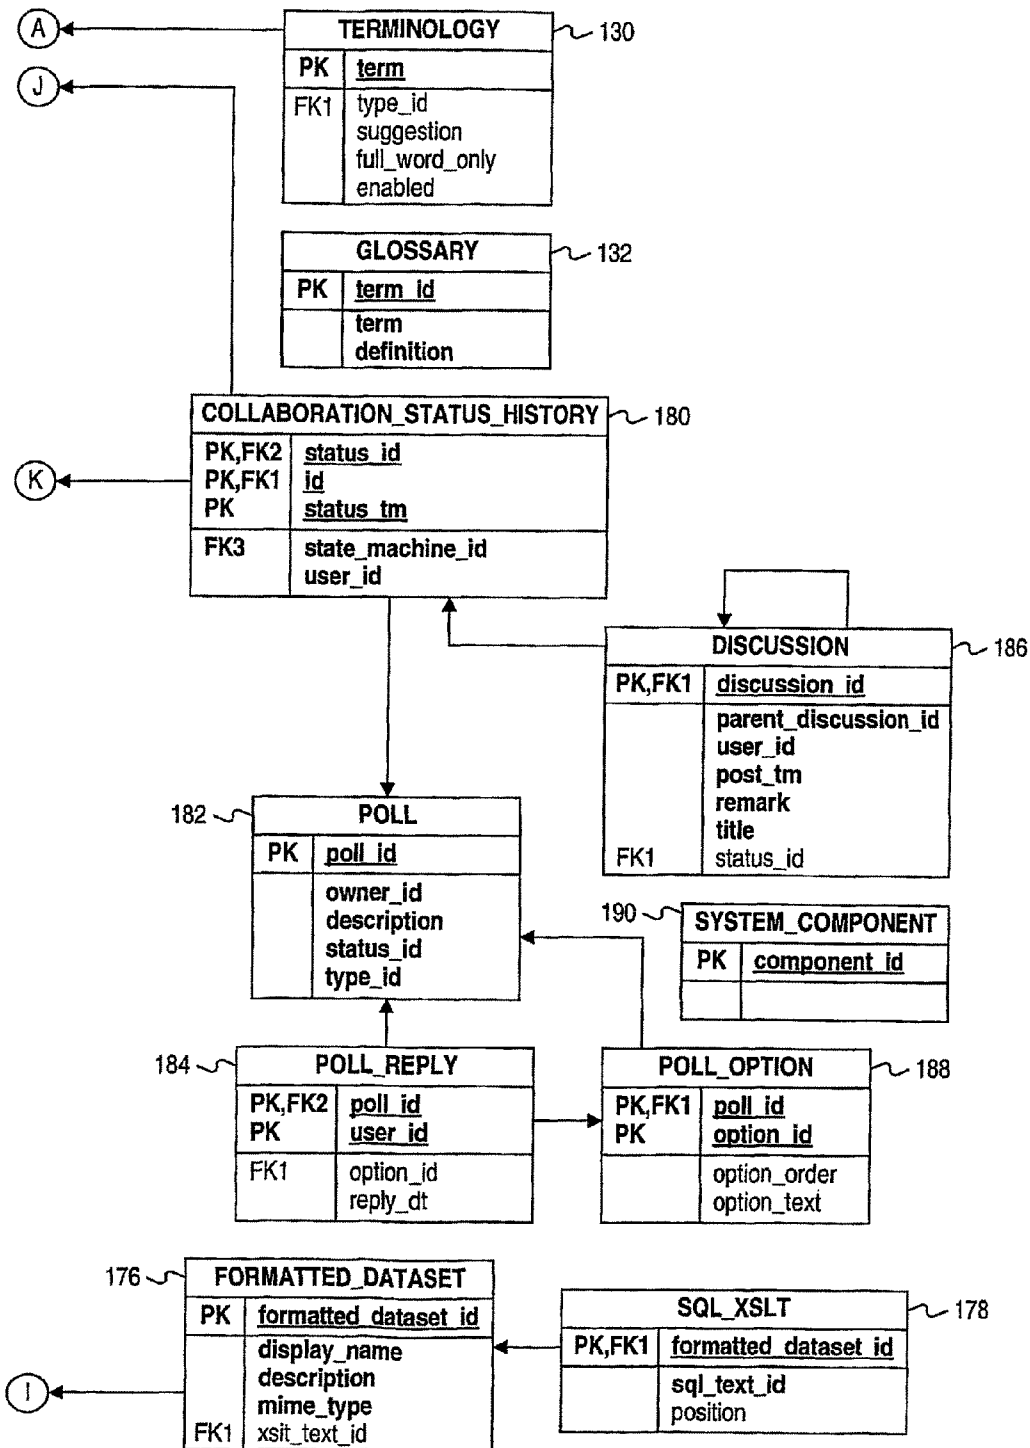 A
TERMINOLOGY
130
PK term
J
FK1 type_id
suggestion
full_word_only
enabled
GLOSSARY
132
PK term_id
term
definition
COLLABORATION_STATUS_HISTORY
180
PK,FK2 status_id
K
PK,FK1 id
PK status_tm
FK3 state_machine_id
user_id
DISCUSSION
186
PK,FK1 discussion_id
parent_discussion_id
user_id
post_tm
remark
title
FK1 status_id
182
POLL
PK poll_id
owner_id
description
status_id
type_id
190
SYSTEM_COMPONENT
PK component_id
184
POLL_REPLY
PK,FK2 poll_id
PK user_id
FK1 option_id
reply_dt
POLL_OPTION
188
PK,FK1 poll_id
PK option_id
option_order
option_text
176
FORMATTED_DATASET
PK formatted_dataset_id
display_name
description
I
mime_type
FK1 xsit_text_id
SQL_XSLT
178
PK,FK1 formatted_dataset_id
sql_text_id
position